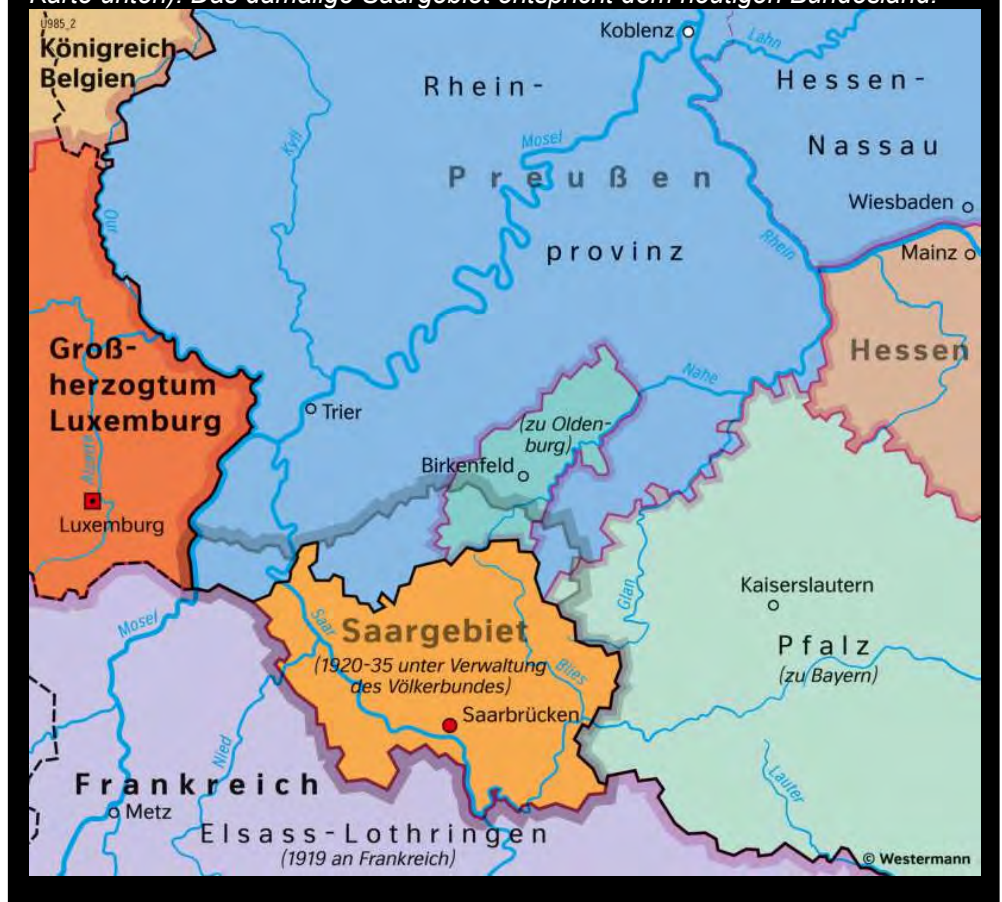 Karte unten). Das damalige Saargebiet entspricht dem heutigen Bundesland.
U985_2
Königreich
Belgien
Koblenz
Lahn
Rhein-
Hessen-
Kyll
Mosel
Nassau
Preußen
Wiesbaden
Our
Rhein
provinz
Mainz
Groß-
herzogtum
Luxemburg
Hessen
Nahe
Trier
(zu Olden-
burg)
Birkenfeld
Alzette
Luxemburg
Glan
Kaiserslautern
Mosel
Saar
Saargebiet
Pfalz
(1920-35 unter Verwaltung
des Völkerbundes)
Blies
(zu Bayern)
Saarbrücken
Nied
Frankreich
Lauter
Metz
Elsass-Lothringen
(1919 an Frankreich)
© Westermann